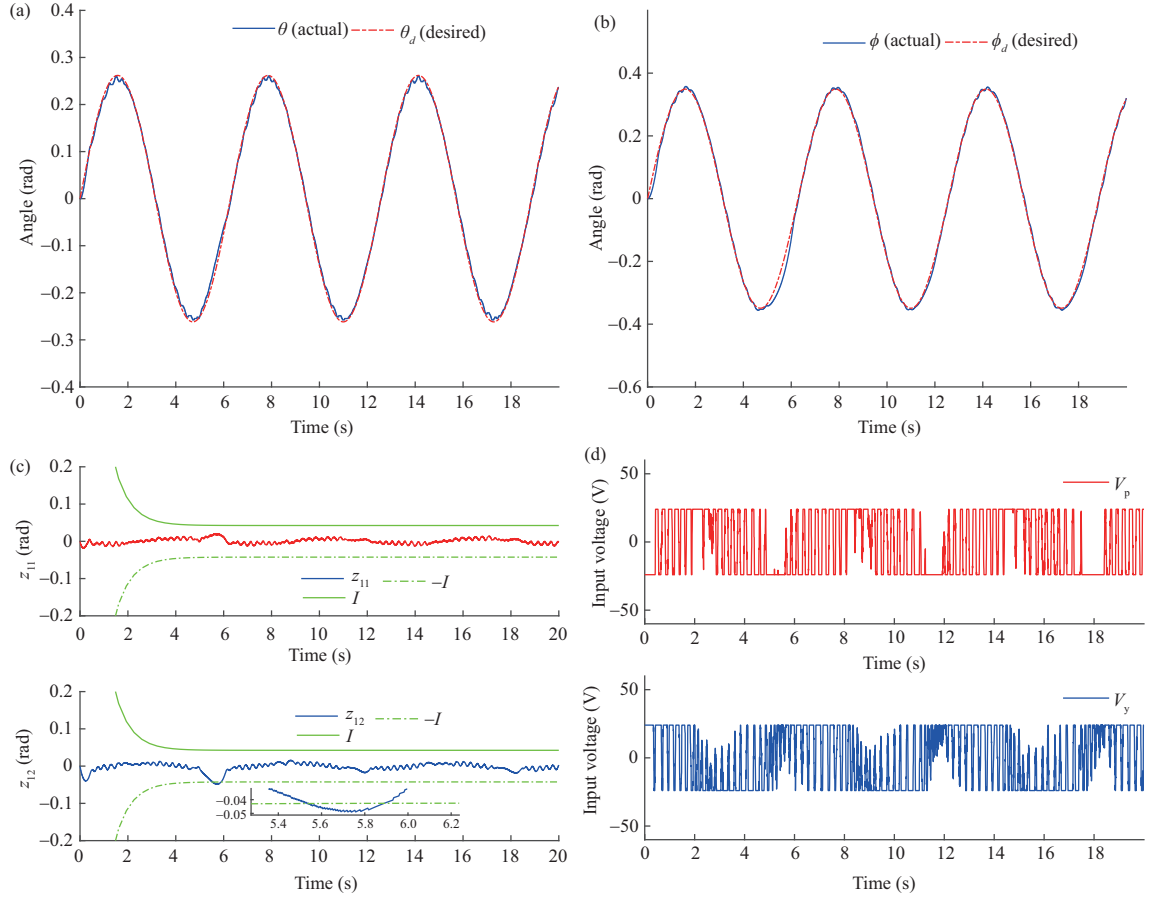 (a)
θ (actual) θd (desired)
0.4
0.3
0.2
0.1
0
−0.1
−0.2
−0.3
−0.4
Angle (rad)
0 2 4 6 8 10 12 14 16 18
Time (s)
(b)
ϕ (actual) ϕd (desired)
0.4
0.2
0
−0.2
−0.4
−0.6
Angle (rad)
0 2 4 6 8 10 12 14 16 18
Time (s)
(c)
0.2
0.1
0
−0.1
−0.2
z11 (rad)
z11 −I
I
0 2 4 6 8 10 12 14 16 18 20
Time (s)
0.2
0.1
0
−0.1
−0.2
z12 (rad)
z12 −I
I
−0.04
−0.05
5.4 5.6 5.8 6.0 6.2
0 2 4 6 8 10 12 14 16 18 20
Time (s)
(d)
50
0
−50
Input voltage (V)
Vp
0 2 4 6 8 10 12 14 16 18
Time (s)
50
0
−50
Input voltage (V)
Vy
0 2 4 6 8 10 12 14 16 18
Time (s)